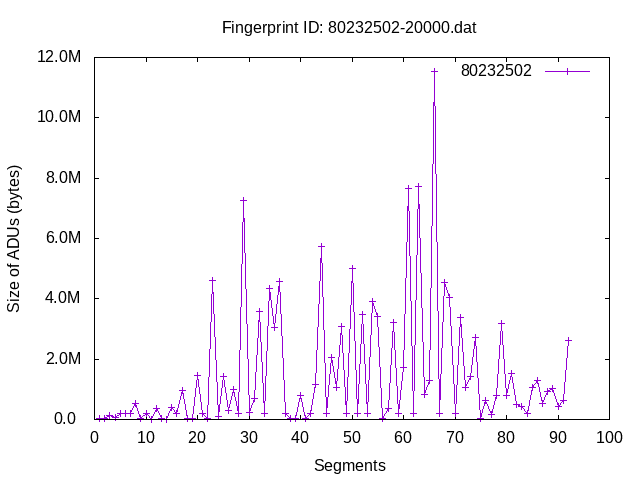 Fingerprint ID: 80232502-20000.dat
12.0M
80232502
10.0M
8.0M
6.0M
4.0M
2.0M
0.0
Size of ADUs (bytes)
0 10 20 30 40 50 60 70 80 90 100
Segments